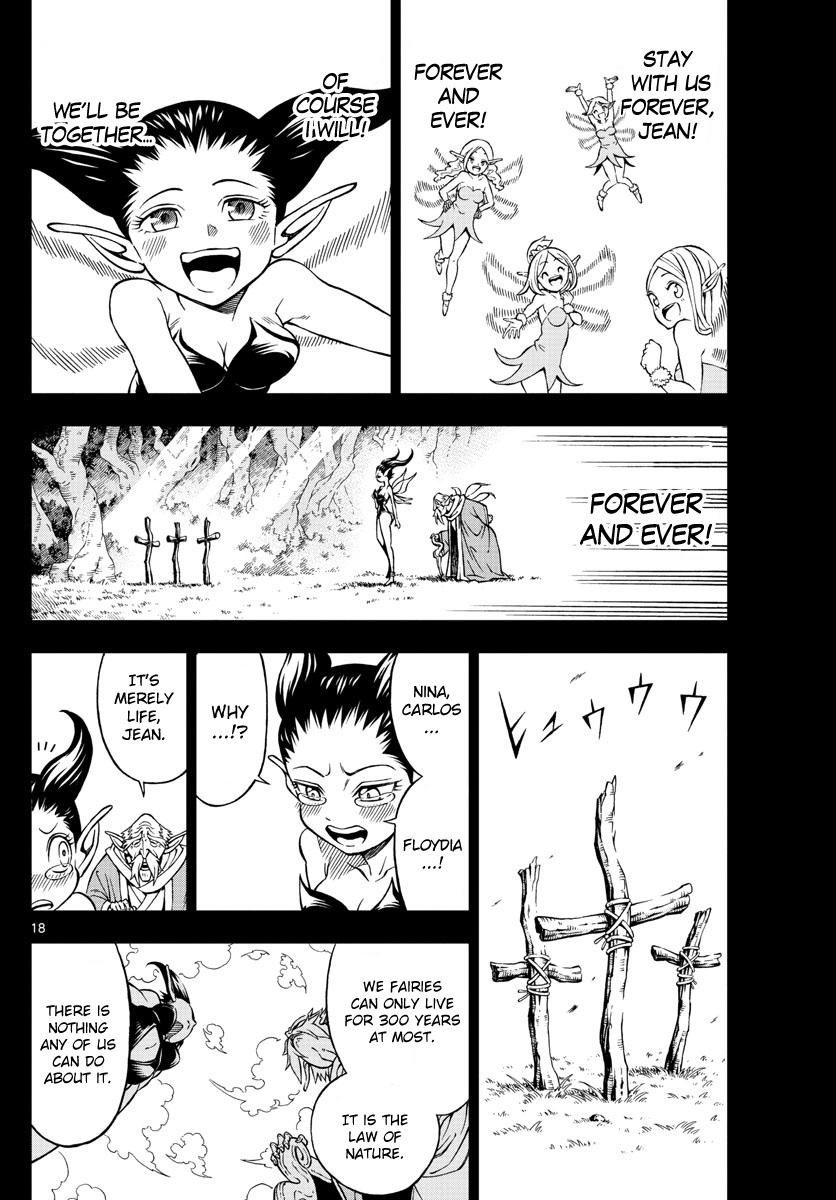 STAY
WITH US
FOREVER,
JEAN!
FOREVER
AND
EVER!
OF
COURSE
I WILL!
WE'LL BE
TOGETHER...
FOREVER
AND EVER!
ヒュウウウ
NINA,
CARLOS
...
FLOYDIA
...!
WHY
...!?
IT'S
MERELY
LIFE,
JEAN.
WE FAIRIES
CAN ONLY LIVE
FOR 300 YEARS
AT MOST.
IT IS THE
LAW OF
NATURE.
THERE IS
NOTHING
ANY OF US
CAN DO
ABOUT IT.
18